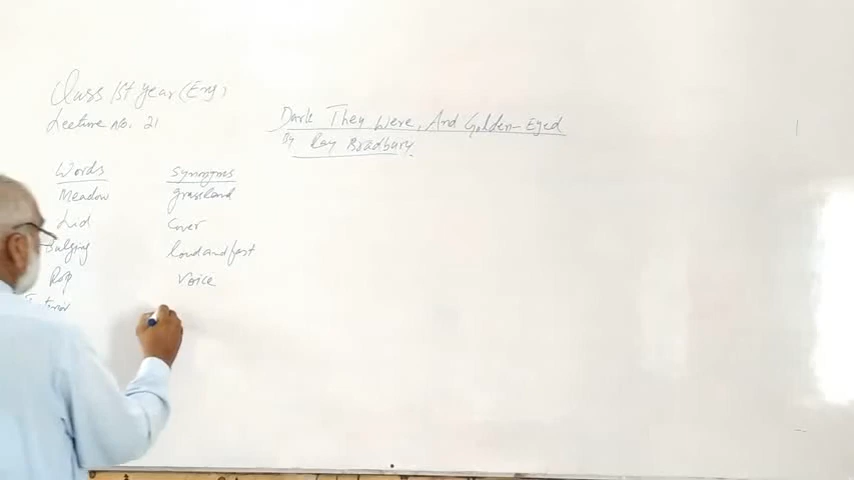 Class 1st year (Eng)
Lecture no. 21
Dark They Were, And Golden-Eyed
By Ray Bradbury.
Words Synonyms
Meadow grassland
Lid cover
Bulging loud and fast
voice